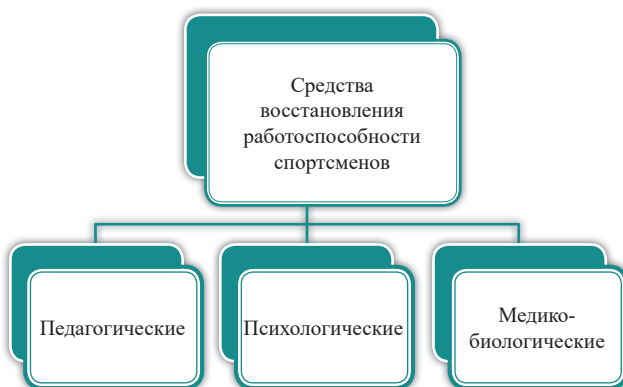 Средства
восстановления
работоспособности
спортсменов
Педагогические
Психологические
Медико-
биологические